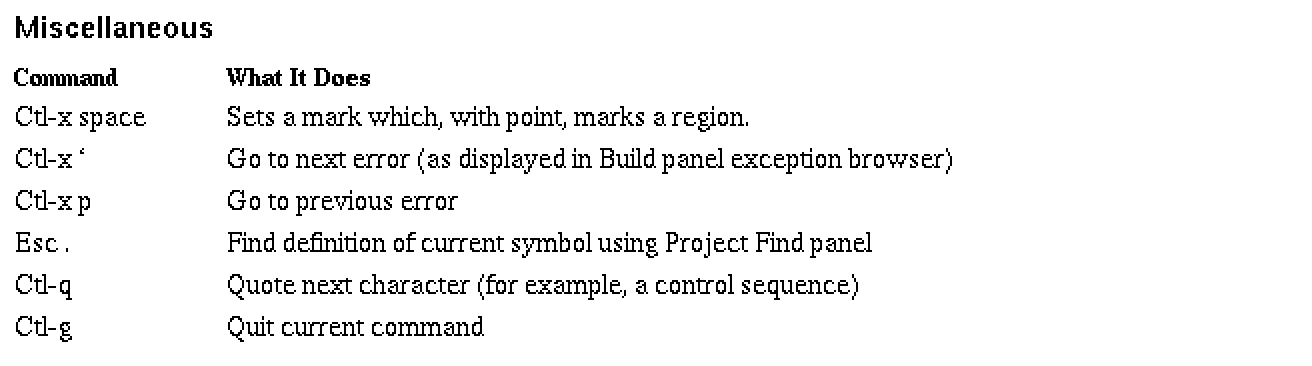 Miscellaneous
Command What It Does
Ctl-x space Sets a mark which, with point, marks a region.
Ctl-x ‘ Go to next error (as displayed in Build panel exception browser)
Ctl-x p Go to previous error
Esc . Find definition of current symbol using Project Find panel
Ctl-q Quote next character (for example, a control sequence)
Ctl-g Quit current command